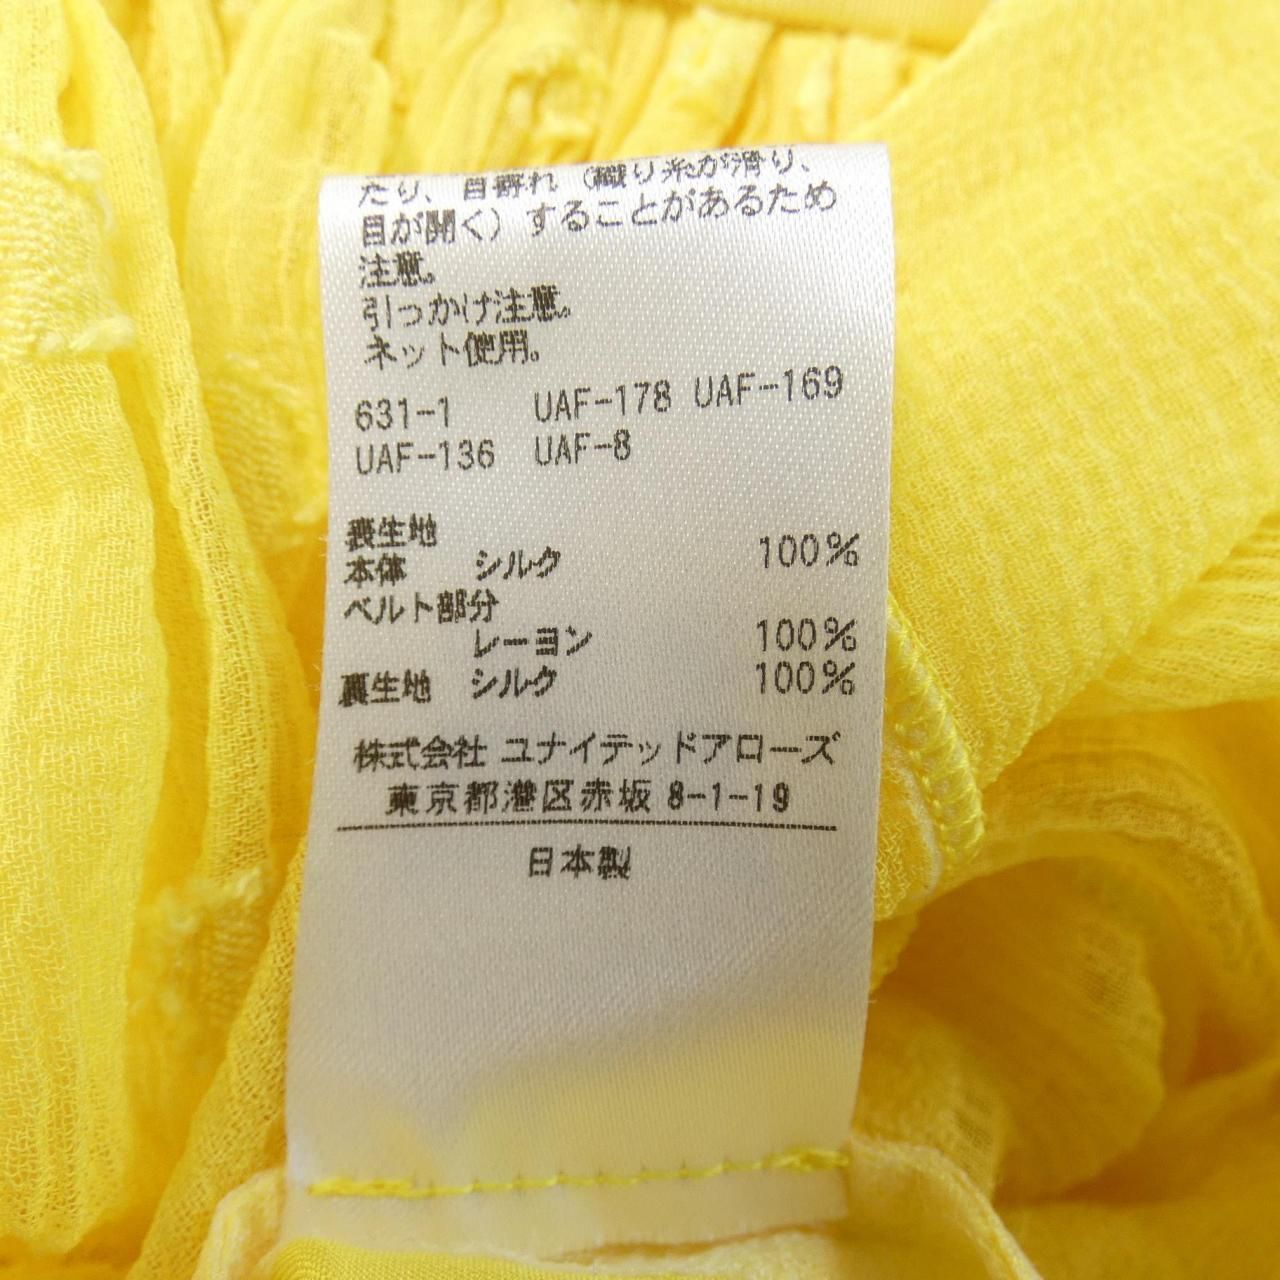 たり、目寄れ（織り糸が滑り、
目が開く）することがあるため
注意。
引っかけ注意。
ネット使用。
631-1 UAF-178 UAF-169
UAF-136 UAF-8
表生地
本体 シルク 100%
ベルト部分
レーヨン 100%
裏生地 シルク 100%
株式会社 ユナイテッドアローズ
東京都港区赤坂 8-1-19
日本製